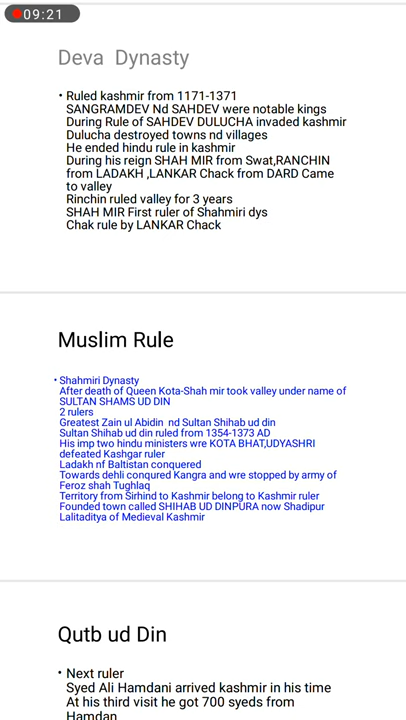 09:21
Deva Dynasty
• Ruled kashmir from 1171-1371
SANGRAMDEV Nd SAHDEV were notable kings
During Rule of SAHDEV DULUCHA invaded kashmir
Dulucha destroyed towns nd villages
He ended hindu rule in kashmir
During his reign SHAH MIR from Swat,RANCHIN
from LADAKH ,LANKAR Chack from DARD Came
to valley
Rinchin ruled valley for 3 years
SHAH MIR First ruler of Shahmiri dys
Chak rule by LANKAR Chack
Muslim Rule
• Shahmiri Dynasty
After death of Queen Kota-Shah mir took valley under name of
SULTAN SHAMS UD DIN
2 rulers
Greatest Zain ul Abidin nd Sultan Shihab ud din
Sultan Shihab ud din ruled from 1354-1373 AD
His imp two hindu ministers wre KOTA BHAT,UDYASHRI
defeated Kashgar ruler
Ladakh nf Baltistan conquered
Towards dehli conqured Kangra and wre stopped by army of
Feroz shah Tughlaq
Territory from Sirhind to Kashmir belong to Kashmir ruler
Founded town called SHIHAB UD DINPURA now Shadipur
Lalitaditya of Medieval Kashmir
Qutb ud Din
• Next ruler
Syed Ali Hamdani arrived kashmir in his time
At his third visit he got 700 syeds from
Hamdan